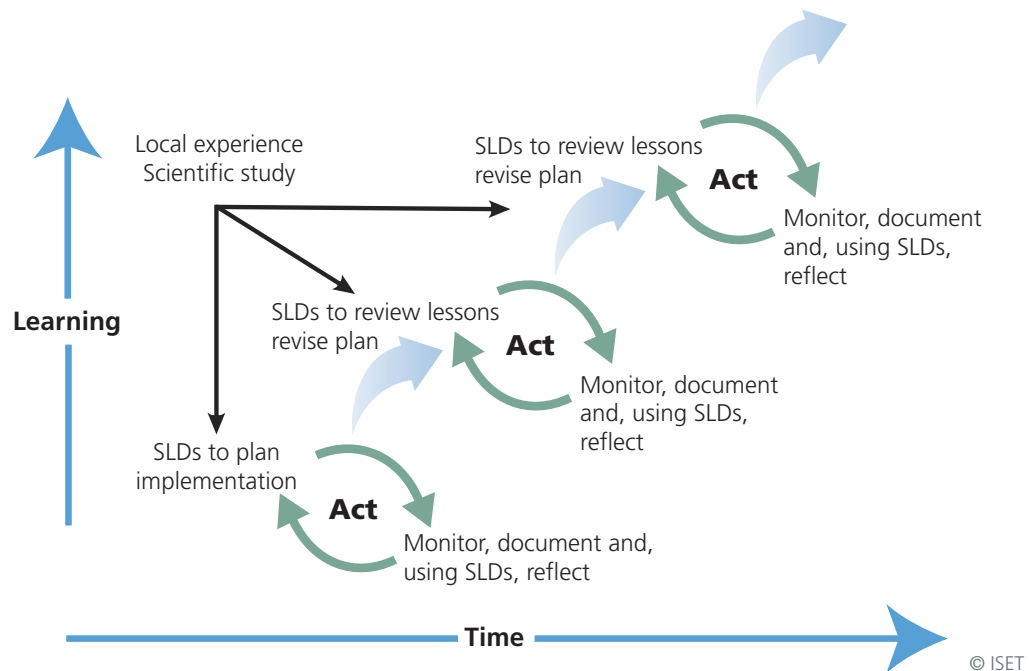 Local experience
Scientific study
SLDs to review lessons
revise plan
Act
Monitor, document
and, using SLDs,
reflect
Learning
SLDs to review lessons
revise plan
Act
Monitor, document
and, using SLDs,
reflect
SLDs to plan
implementation
Act
Monitor, document and,
using SLDs, reflect
Time
© ISET